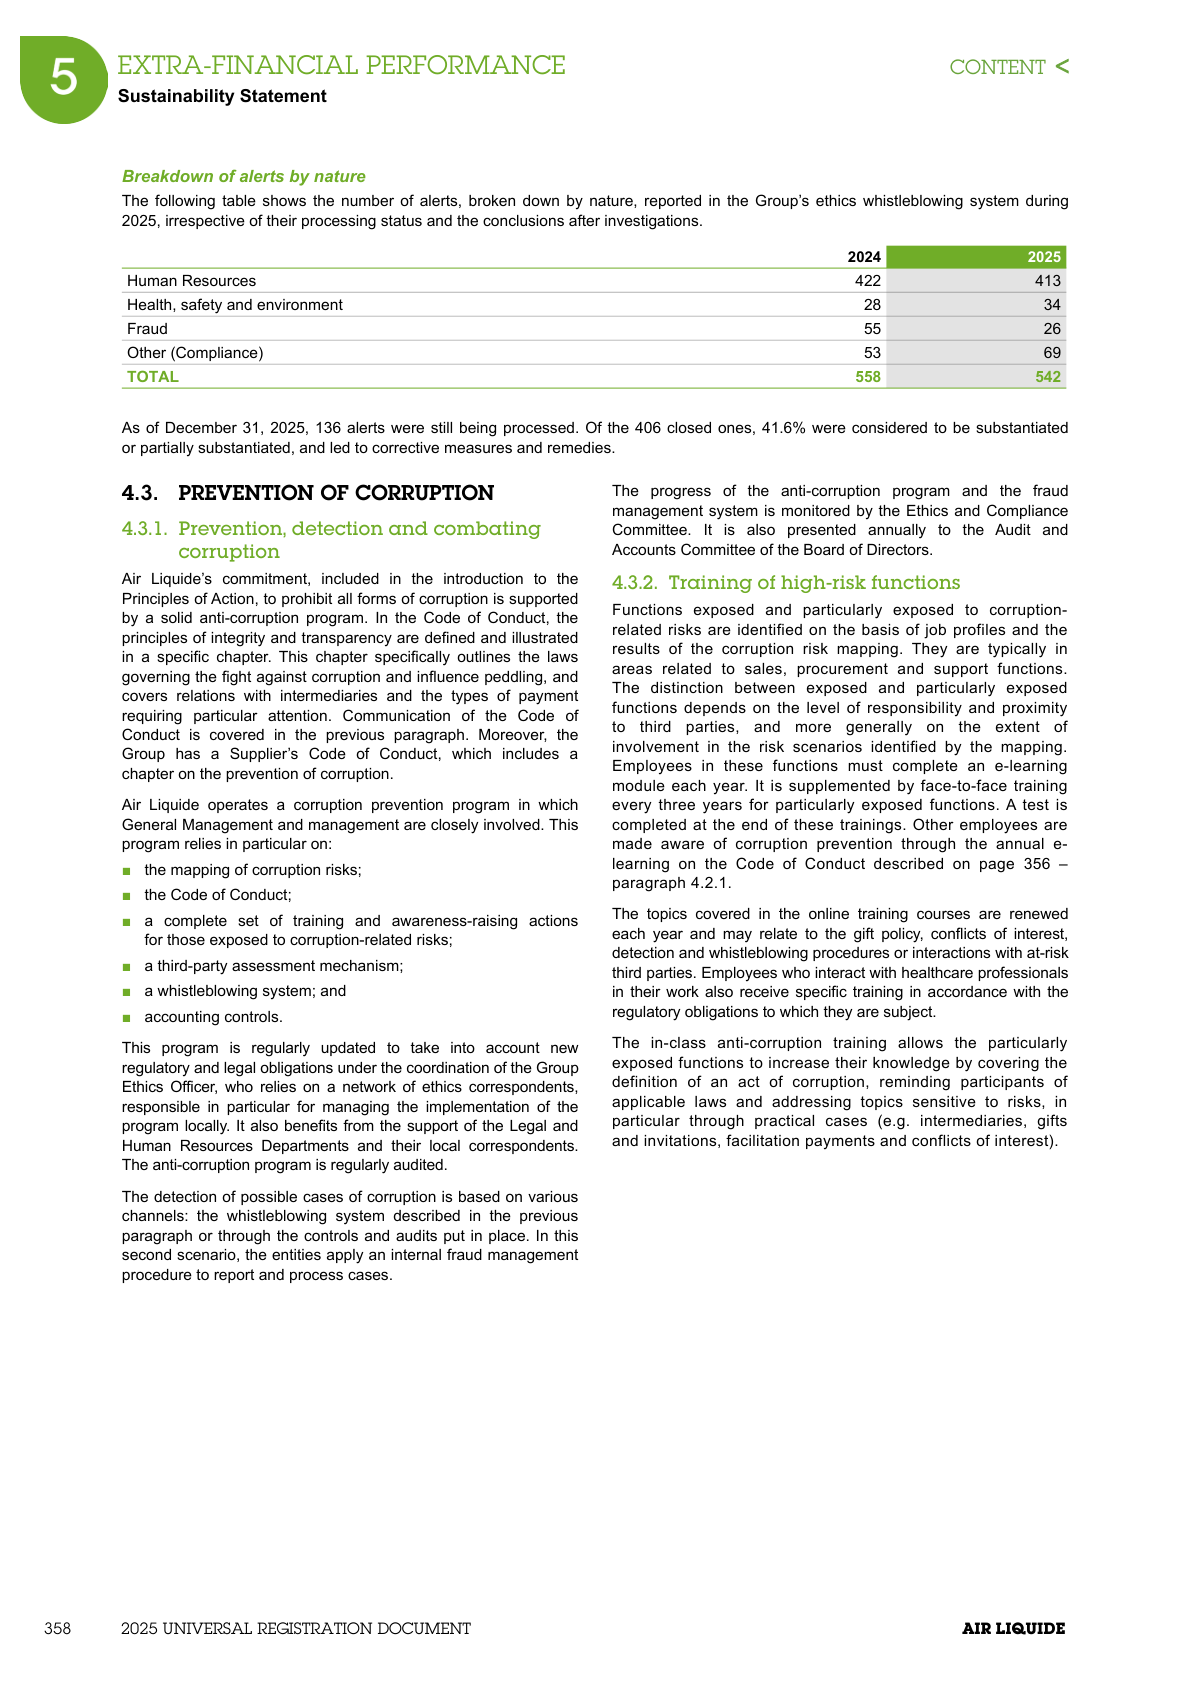 5
EXTRA-FINANCIAL PERFORMANCE
CONTENT <
Sustainability Statement
Breakdown of alerts by nature
The following table shows the number of alerts, broken down by nature, reported in the Group’s ethics whistleblowing system during
2025, irrespective of their processing status and the conclusions after investigations.
2024 2025
Human Resources 422 413
Health, safety and environment 28 34
Fraud 55 26
Other (Compliance) 53 69
TOTAL 558 542
As of December 31, 2025, 136 alerts were still being processed. Of the 406 closed ones, 41.6% were considered to be substantiated
or partially substantiated, and led to corrective measures and remedies.
4.3. PREVENTION OF CORRUPTION
4.3.1. Prevention, detection and combating
corruption
Air Liquide’s commitment, included in the introduction to the
Principles of Action, to prohibit all forms of corruption is supported
by a solid anti-corruption program. In the Code of Conduct, the
principles of integrity and transparency are defined and illustrated
in a specific chapter. This chapter specifically outlines the laws
governing the fight against corruption and influence peddling, and
covers relations with intermediaries and the types of payment
requiring particular attention. Communication of the Code of
Conduct is covered in the previous paragraph. Moreover, the
Group has a Supplier’s Code of Conduct, which includes a
chapter on the prevention of corruption.
Air Liquide operates a corruption prevention program in which
General Management and management are closely involved. This
program relies in particular on:
■ the mapping of corruption risks;
■ the Code of Conduct;
■ a complete set of training and awareness-raising actions
for those exposed to corruption-related risks;
■ a third-party assessment mechanism;
■ a whistleblowing system; and
■ accounting controls.
This program is regularly updated to take into account new
regulatory and legal obligations under the coordination of the Group
Ethics Officer, who relies on a network of ethics correspondents,
responsible in particular for managing the implementation of the
program locally. It also benefits from the support of the Legal and
Human Resources Departments and their local correspondents.
The anti-corruption program is regularly audited.
The detection of possible cases of corruption is based on various
channels: the whistleblowing system described in the previous
paragraph or through the controls and audits put in place. In this
second scenario, the entities apply an internal fraud management
procedure to report and process cases.
The progress of the anti-corruption program and the fraud
management system is monitored by the Ethics and Compliance
Committee. It is also presented annually to the Audit and
Accounts Committee of the Board of Directors.
4.3.2. Training of high-risk functions
Functions exposed and particularly exposed to corruption-
related risks are identified on the basis of job profiles and the
results of the corruption risk mapping. They are typically in
areas related to sales, procurement and support functions.
The distinction between exposed and particularly exposed
functions depends on the level of responsibility and proximity
to third parties, and more generally on the extent of
involvement in the risk scenarios identified by the mapping.
Employees in these functions must complete an e-learning
module each year. It is supplemented by face-to-face training
every three years for particularly exposed functions. A test is
completed at the end of these trainings. Other employees are
made aware of corruption prevention through the annual e-
learning on the Code of Conduct described on page 356 –
paragraph 4.2.1.
The topics covered in the online training courses are renewed
each year and may relate to the gift policy, conflicts of interest,
detection and whistleblowing procedures or interactions with at-risk
third parties. Employees who interact with healthcare professionals
in their work also receive specific training in accordance with the
regulatory obligations to which they are subject.
The in-class anti-corruption training allows the particularly
exposed functions to increase their knowledge by covering the
definition of an act of corruption, reminding participants of
applicable laws and addressing topics sensitive to risks, in
particular through practical cases (e.g. intermediaries, gifts
and invitations, facilitation payments and conflicts of interest).
358 2025 UNIVERSAL REGISTRATION DOCUMENT AIR LIQUIDE